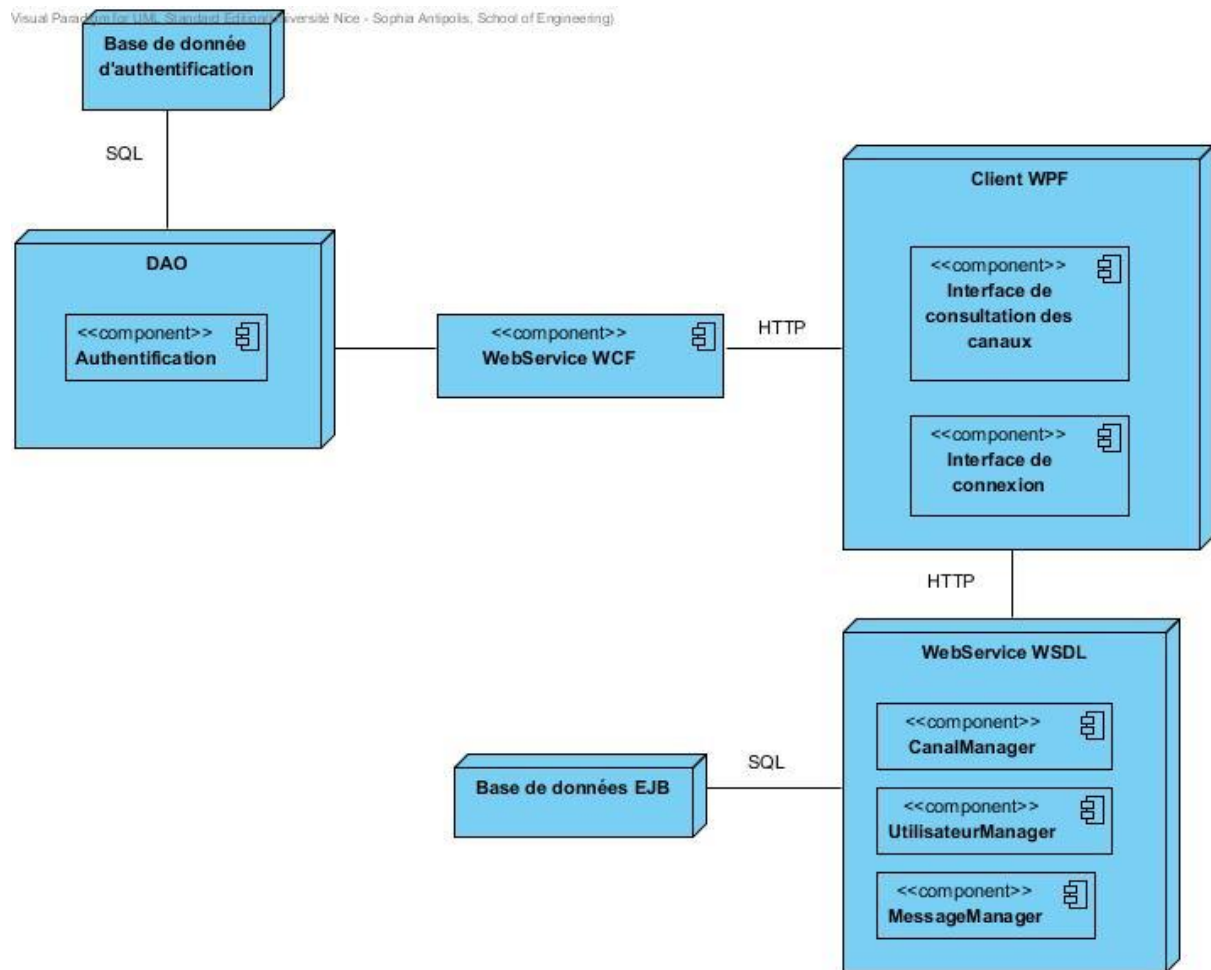 Visual Paradigm for UML Standard Edition(Université Nice - Sophia Antipolis, School of Engineering)
Base de donnée
d'authentification
SQL
DAO
<<component>>
Authentification
<<component>>
WebService WCF
HTTP
Client WPF
<<component>>
Interface de
consultation des
canaux
<<component>>
Interface de
connexion
HTTP
WebService WSDL
<<component>>
CanalManager
<<component>>
UtilisateurManager
<<component>>
MessageManager
SQL
Base de données EJB